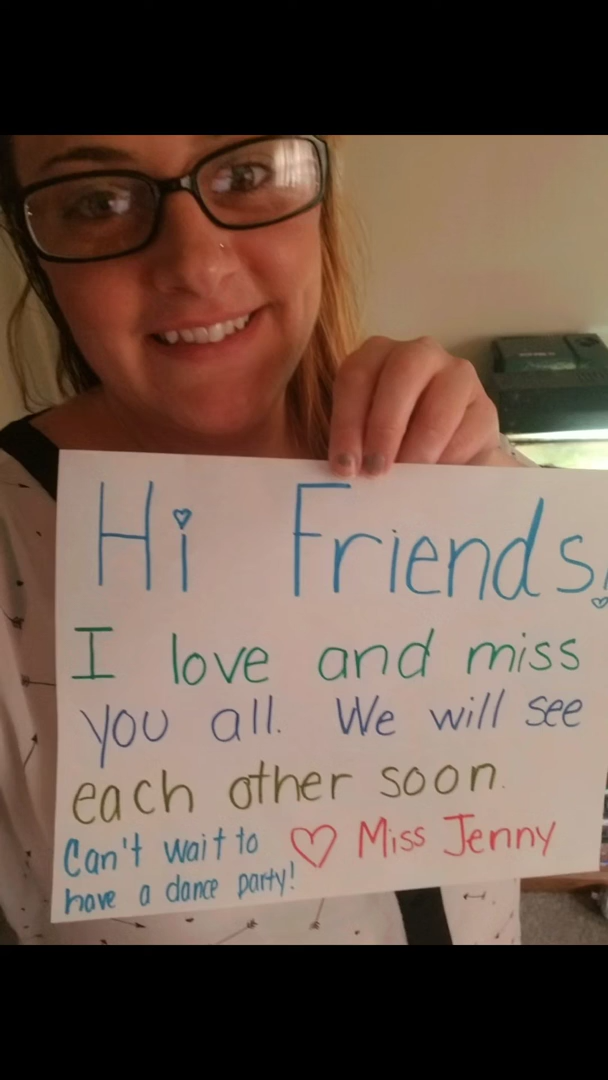 Hi Friends!
I love and miss
you all. We will see
each other soon.
Can't wait to
have a dance party!
♡ Miss Jenny